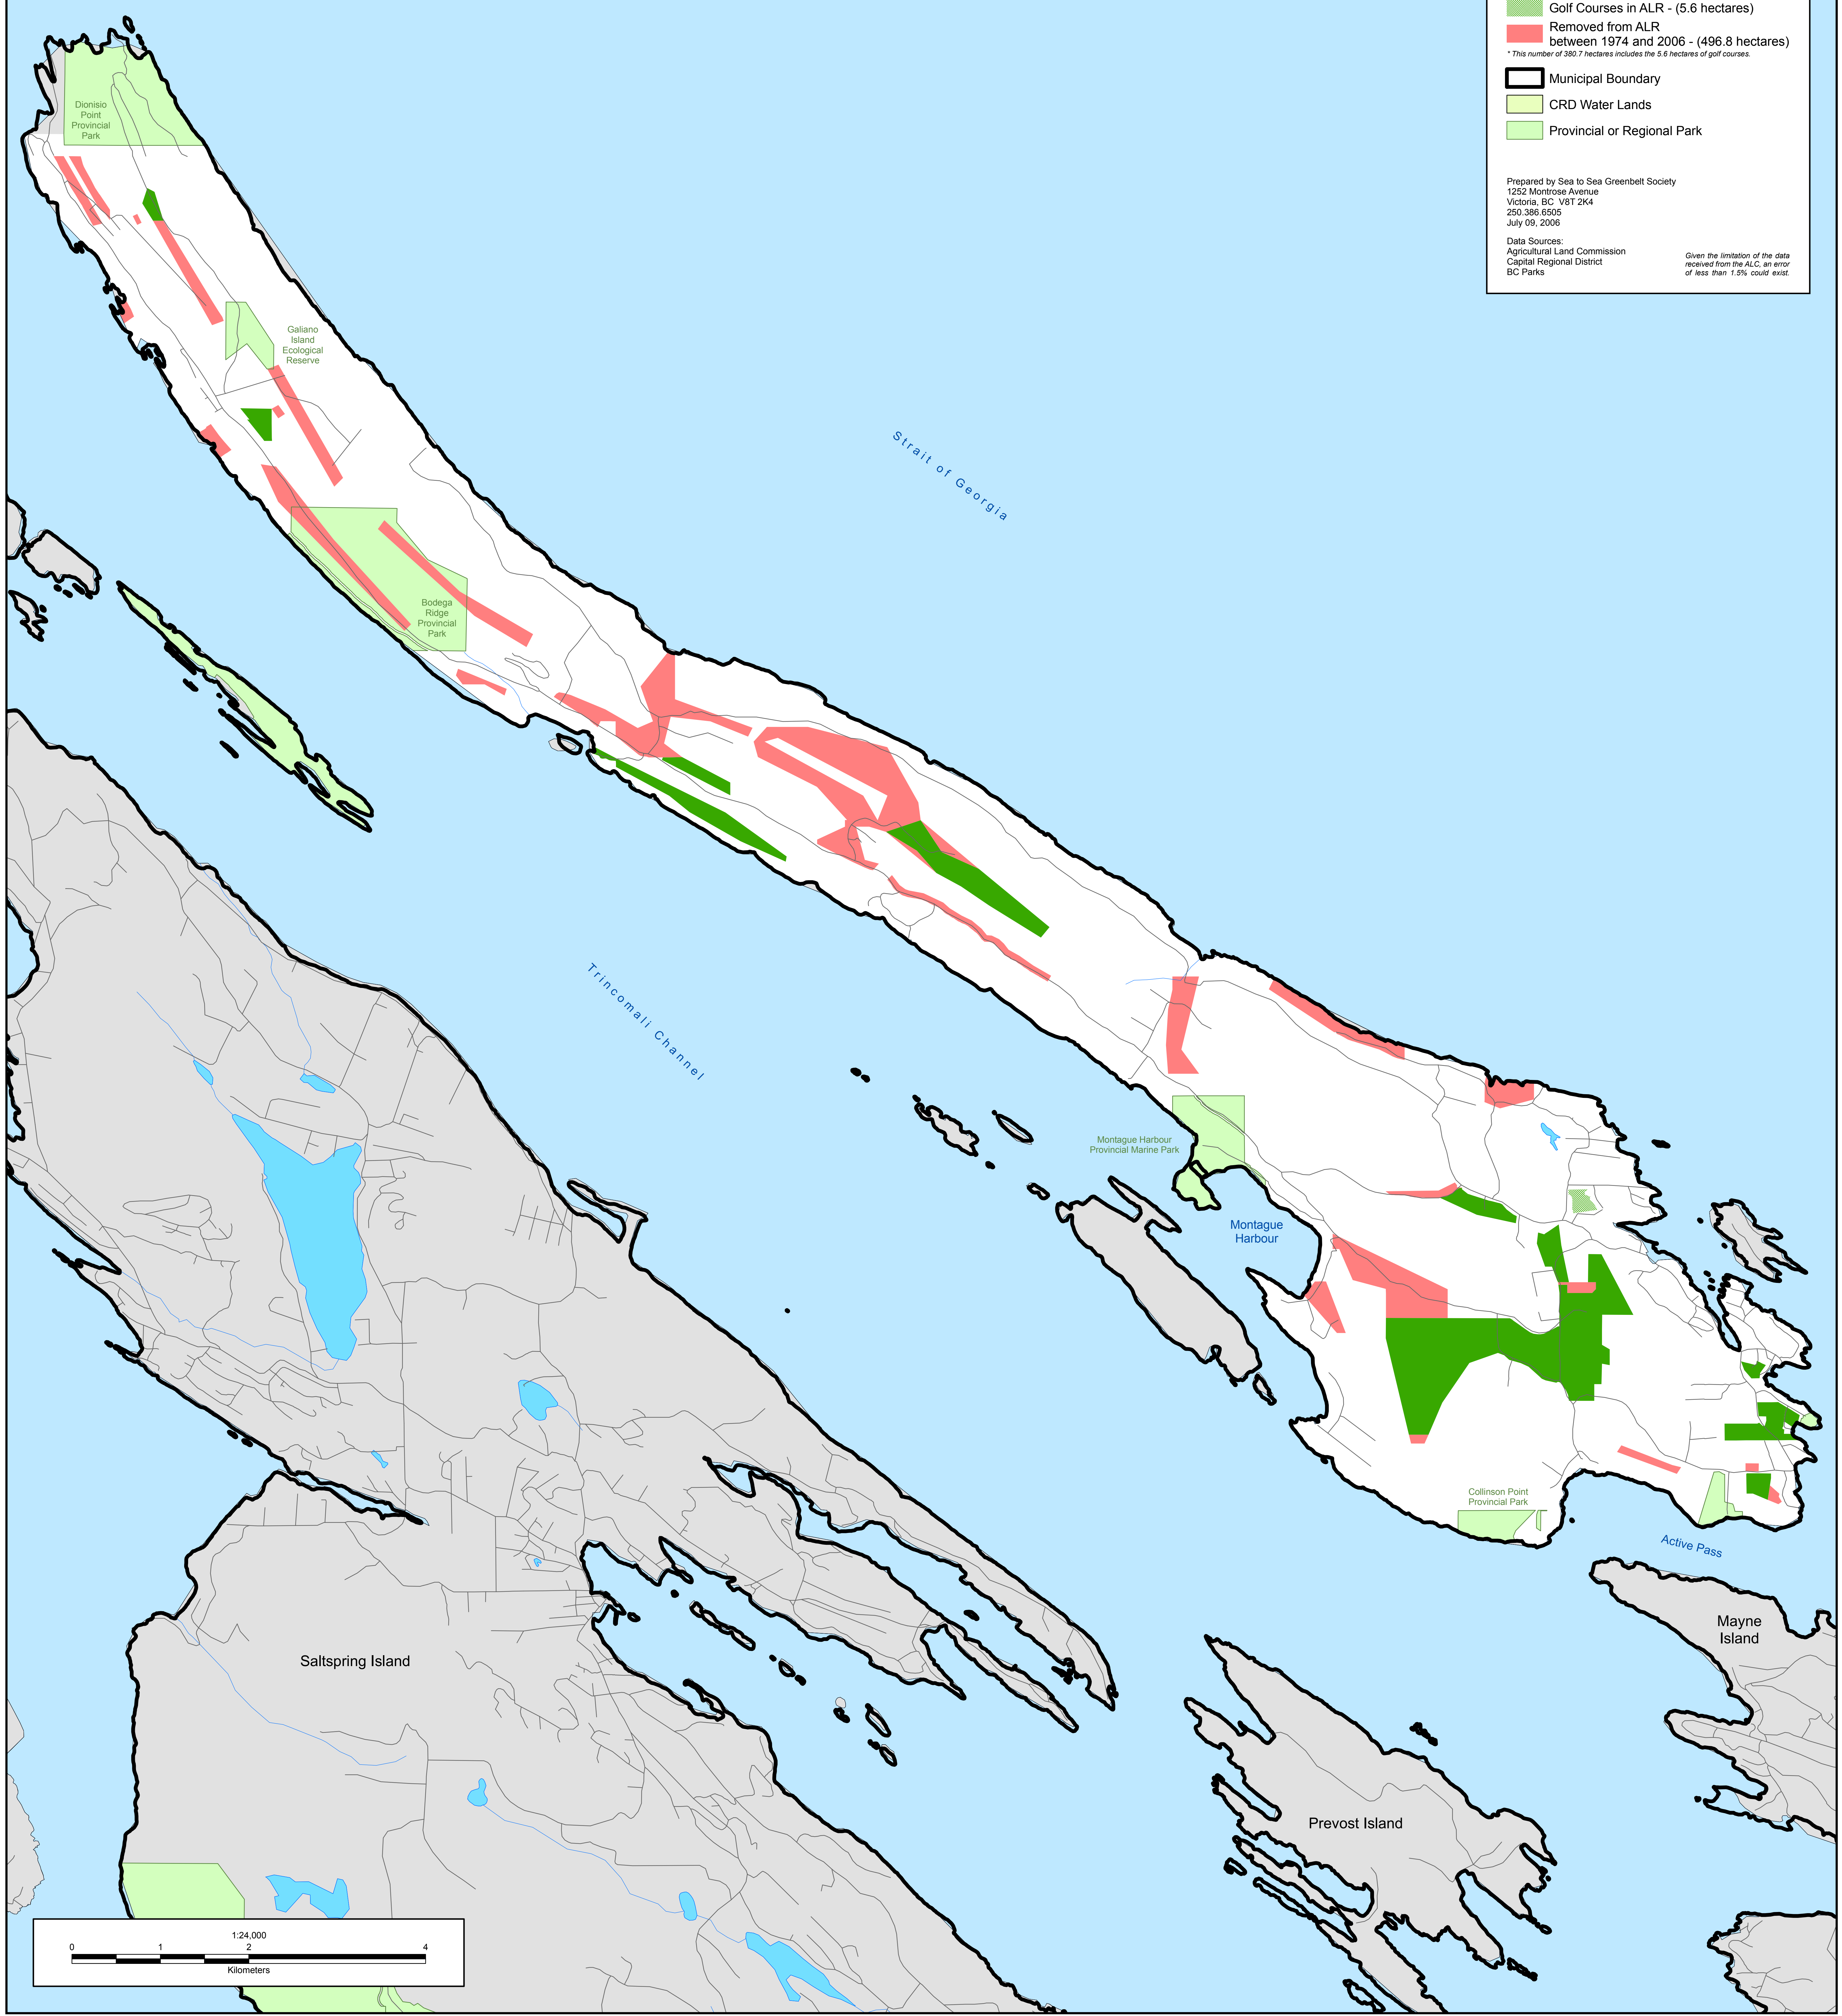 Golf Courses in ALR - (5.6 hectares)
Removed from ALR
between 1974 and 2006 - (496.8 hectares)
* This number of 380.7 hectares includes the 5.6 hectares of golf courses.
Municipal Boundary
CRD Water Lands
Provincial or Regional Park
Prepared by Sea to Sea Greenbelt Society
1252 Montrose Avenue
Victoria, BC V8T 2K4
250.386.6505
July 09, 2006
Data Sources:
Agricultural Land Commission
Capital Regional District
BC Parks
Given the limitation of the data
received from the ALC, an error
of less than 1.5% could exist.
Dionisio
Point
Provincial
Park
Galiano
Island
Ecological
Reserve
Strait of Georgia
Bodega
Ridge
Provincial
Park
Trincomali Channel
Montague Harbour
Provincial Marine Park
Montague
Harbour
Collinson Point
Provincial Park
Active Pass
Mayne
Island
Saltspring Island
Prevost Island
1:24,000
0 1 2 4
Kilometers